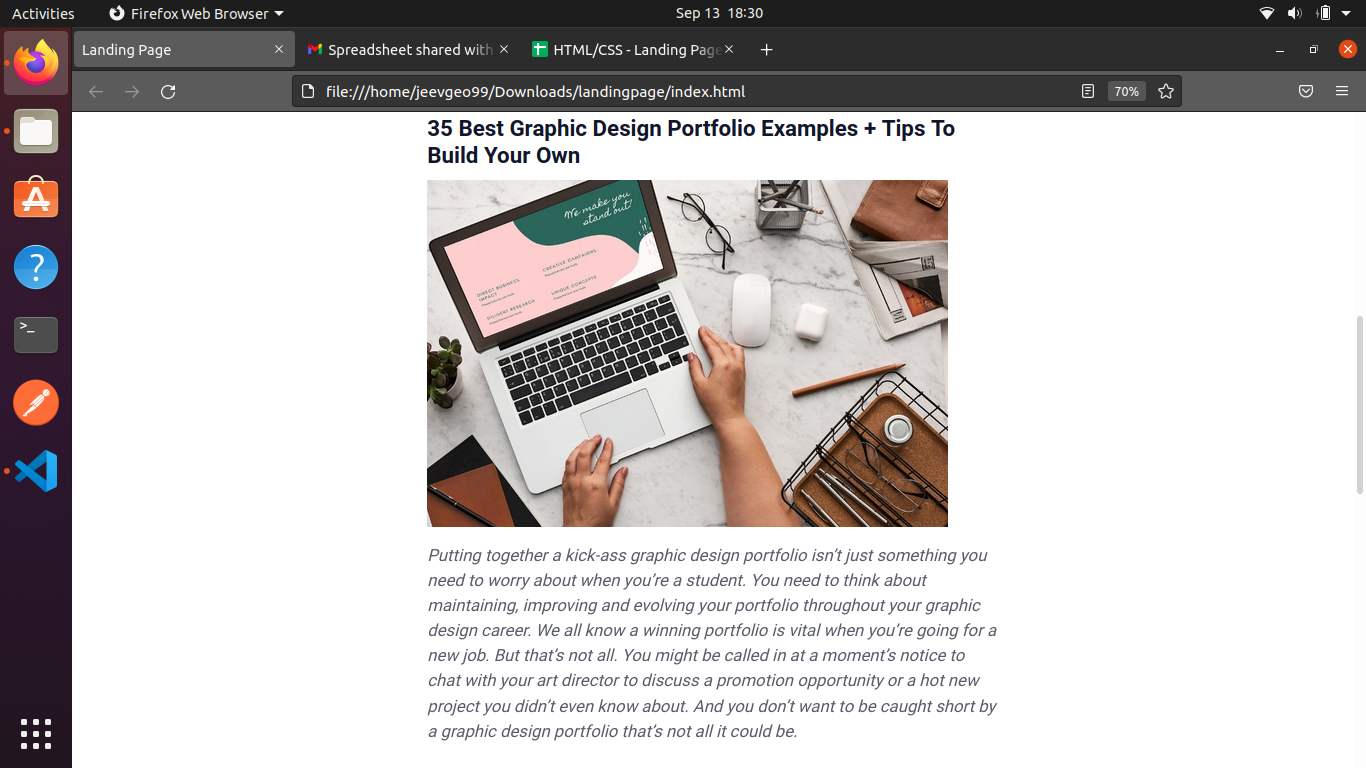 Activities
Firefox Web Browser
Sep 13 18:30
Landing Page
Spreadsheet shared with
HTML/CSS - Landing Page
file:///home/jeevgeo99/Downloads/landingpage/index.html
70%
35 Best Graphic Design Portfolio Examples + Tips To
Build Your Own
We make you
stand out!
CREATIVE CAMPAIGNS
DIRECT BUSINESS
IMPACT
UNIQUE CONCEPTS
DILIGENT RESEARCH
Putting together a kick-ass graphic design portfolio isn’t just something you
need to worry about when you’re a student. You need to think about
maintaining, improving and evolving your portfolio throughout your graphic
design career. We all know a winning portfolio is vital when you’re going for a
new job. But that’s not all. You might be called in at a moment’s notice to
chat with your art director to discuss a promotion opportunity or a hot new
project you didn’t even know about. And you don’t want to be caught short by
a graphic design portfolio that’s not all it could be.